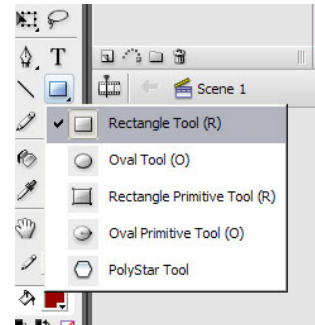 T
Scene 1
Rectangle Tool (R)
Oval Tool (O)
Rectangle Primitive Tool (R)
Oval Primitive Tool (O)
PolyStar Tool